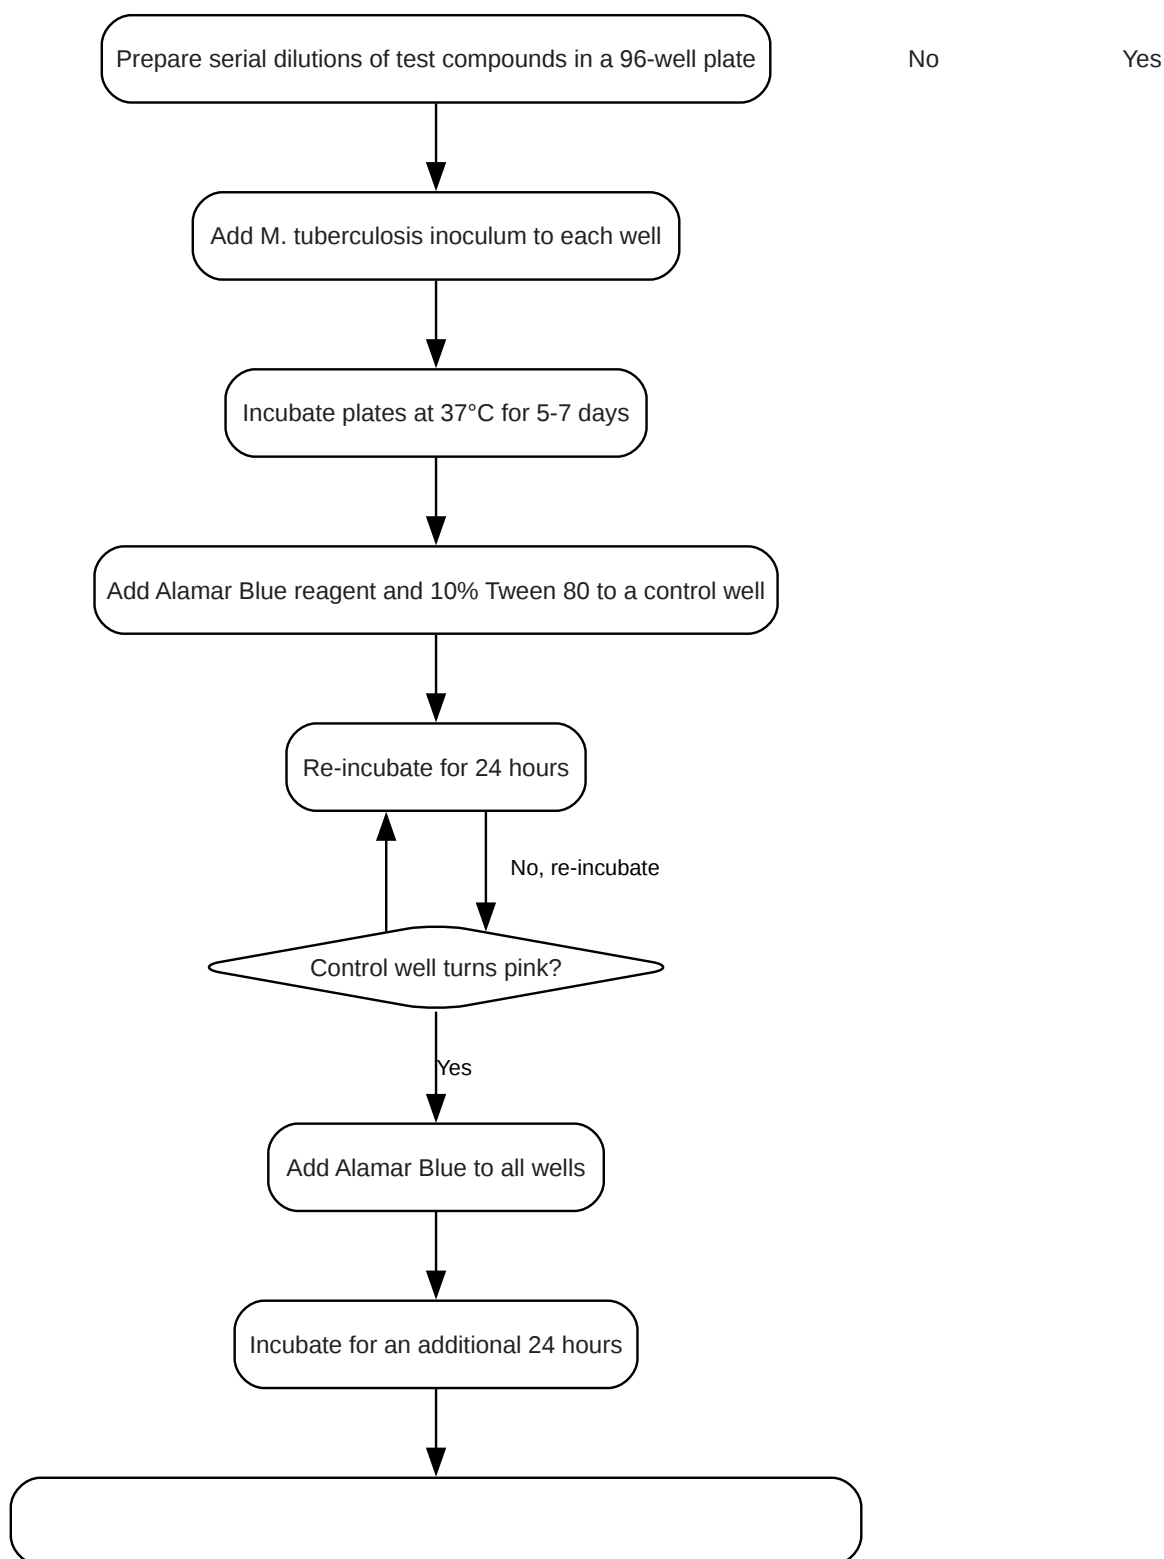 Prepare serial dilutions of test compounds in a 96-well plate
No
Yes
Add M. tuberculosis inoculum to each well
Incubate plates at 37°C for 5-7 days
Add Alamar Blue reagent and 10% Tween 80 to a control well
Re-incubate for 24 hours
No, re-incubate
Control well turns pink?
Yes
Add Alamar Blue to all wells
Incubate for an additional 24 hours